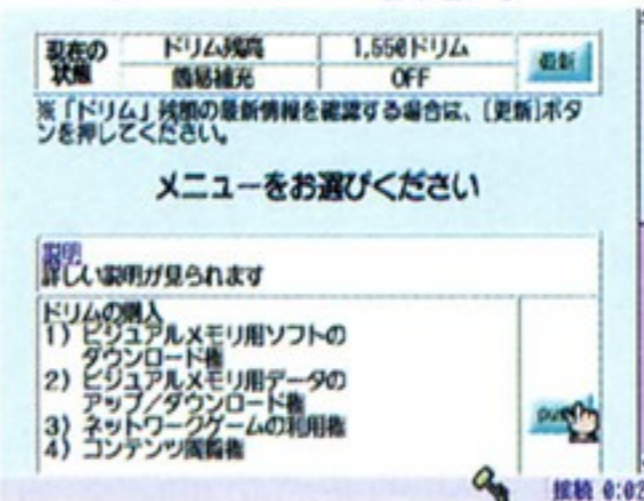 現在の状態
ドリム残高 1,550ドリム
簡易補充 OFF
更新
※「ドリム」残額の最新情報を確認する場合は、[更新]ボタ
ンを押してください。
メニューをお選びください
説明
詳しい説明が見られます
ドリムの購入
1) ビジュアルメモリ用ソフトの
ダウンロード権
2) ビジュアルメモリ用データの
アップ/ダウンロード権
3) ネットワークゲームの利用権
4) コンテンツ閲覧権
接続 0:02